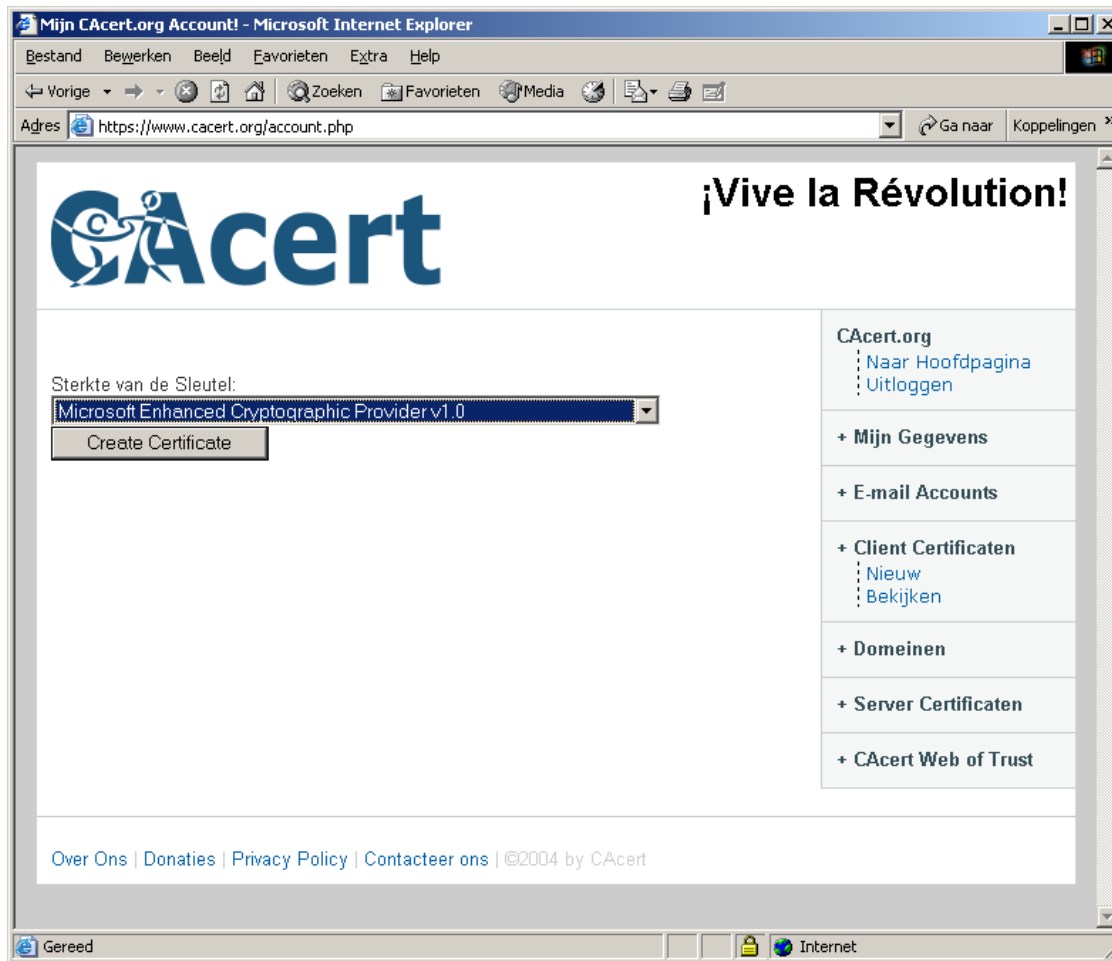 Mijn CAcert.org Account! - Microsoft Internet Explorer
Bestand Bewerken Beeld Favorieten Extra Help
Vorige Zoeken Favorieten Media
Adres https://www.cacert.org/account.php Ga naar Koppelingen »
CAcert
¡Vive la Révolution!
Sterkte van de Sleutel:
Microsoft Enhanced Cryptographic Provider v1.0
Create Certificate
CAcert.org
Naar Hoofdpagina
Uitloggen
+ Mijn Gegevens
+ E-mail Accounts
+ Client Certificaten
Nieuw
Bekijken
+ Domeinen
+ Server Certificaten
+ CAcert Web of Trust
Over Ons | Donaties | Privacy Policy | Contacteer ons | ©2004 by CAcert
Gereed Internet